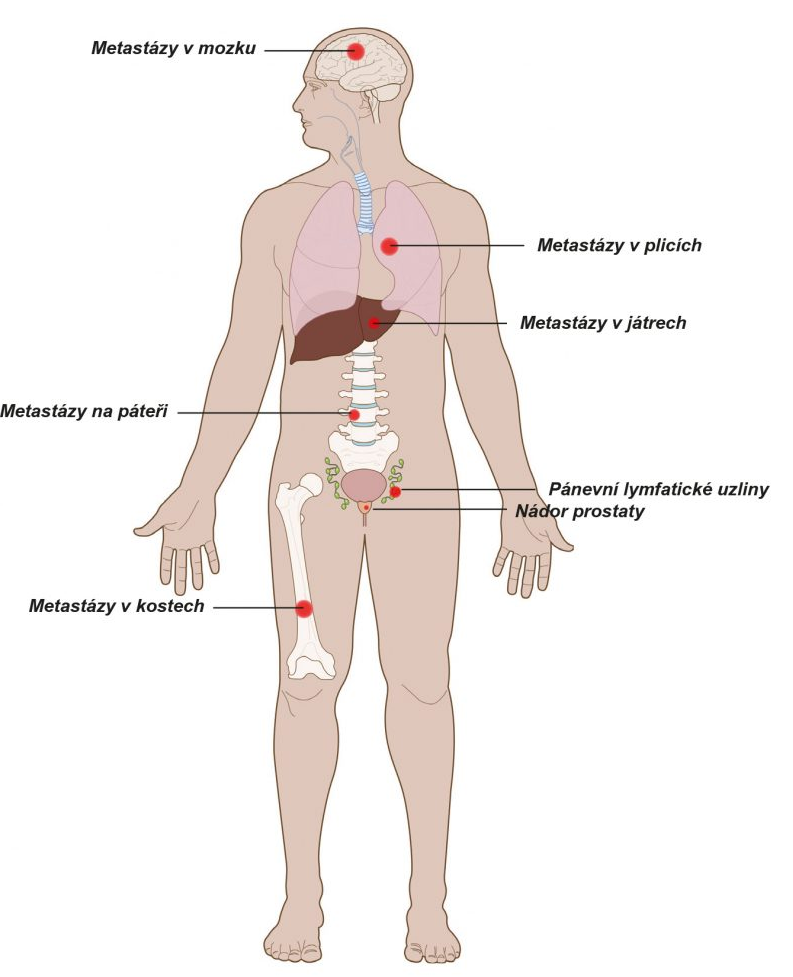 Metastázy v mozku
Metastázy v plicích
Metastázy v játrech
Metastázy na páteři
Pánevní lymfatické uzliny
Nádor prostaty
Metastázy v kostech